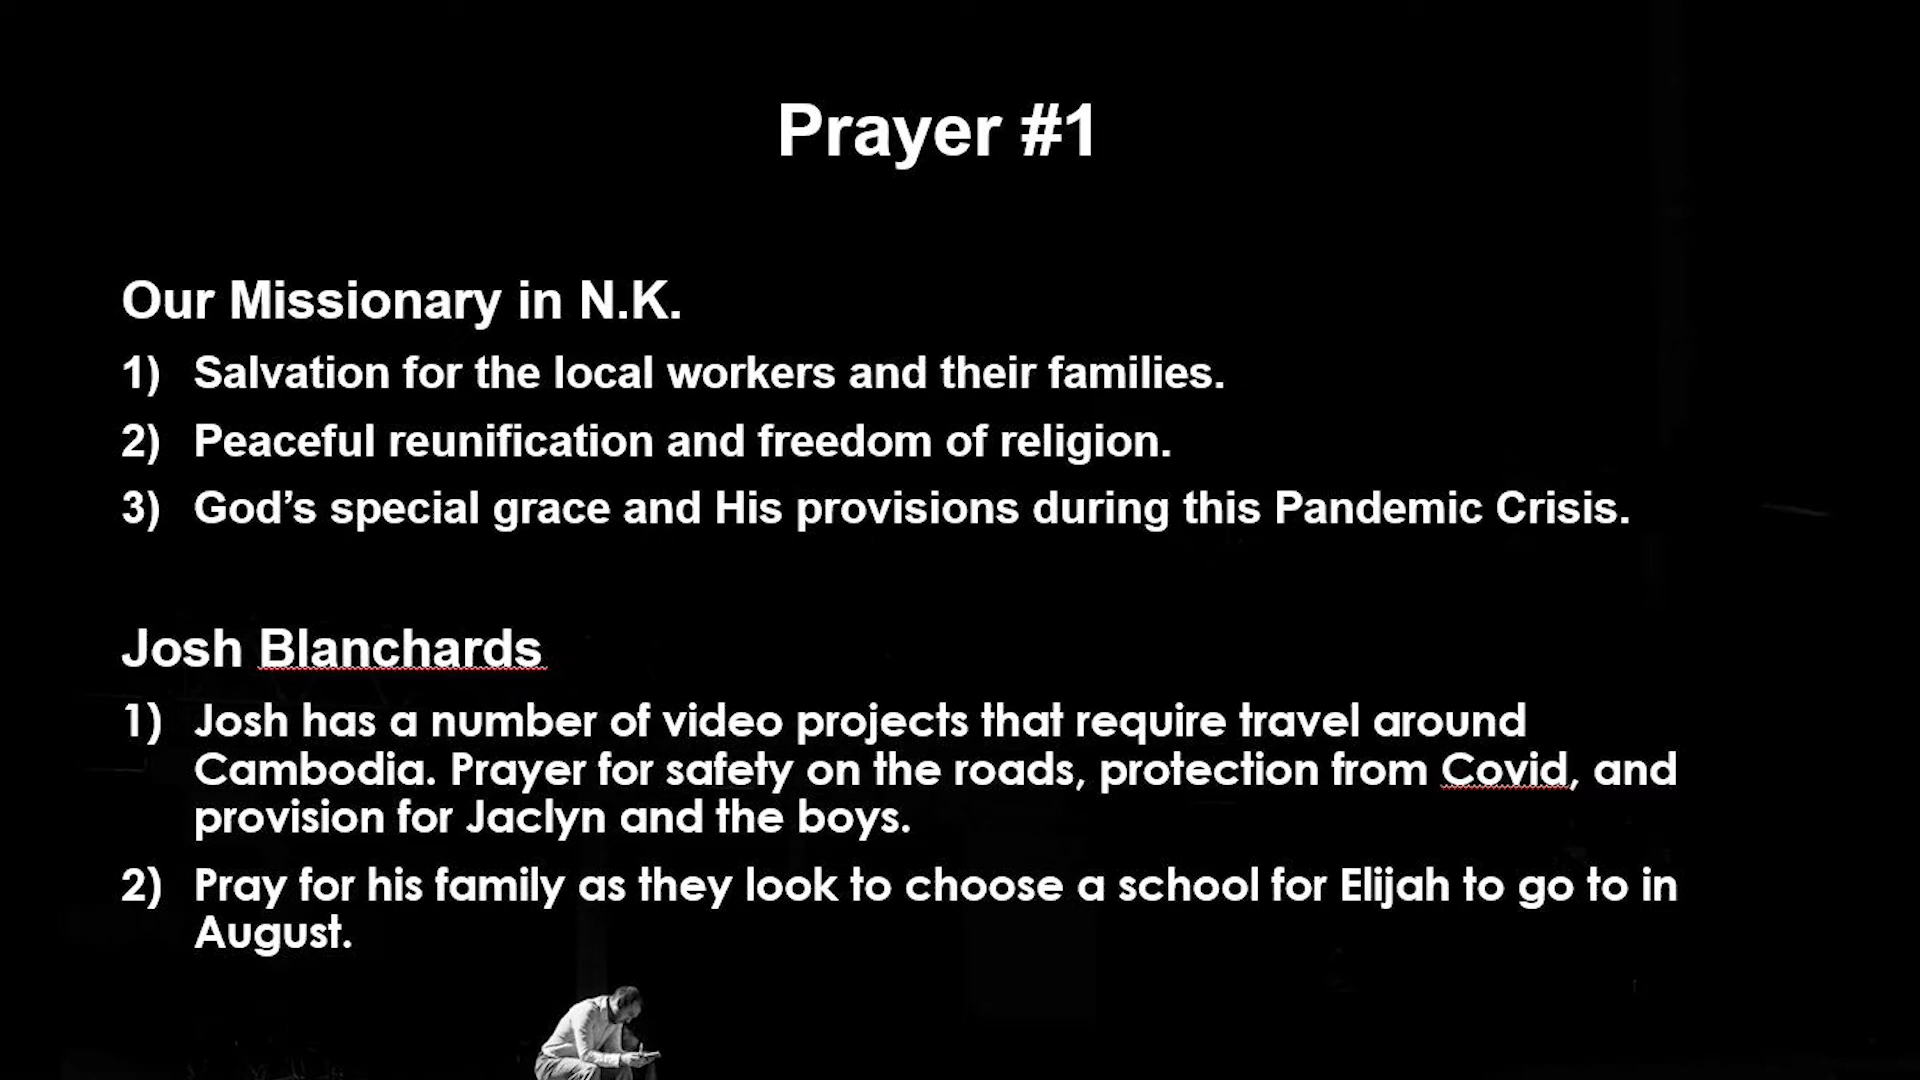 Prayer #1
Our Missionary in N.K.
1) Salvation for the local workers and their families.
2) Peaceful reunification and freedom of religion.
3) God’s special grace and His provisions during this Pandemic Crisis.
Josh Blanchards
1) Josh has a number of video projects that require travel around
Cambodia. Prayer for safety on the roads, protection from Covid, and
provision for Jaclyn and the boys.
2) Pray for his family as they look to choose a school for Elijah to go to in
August.